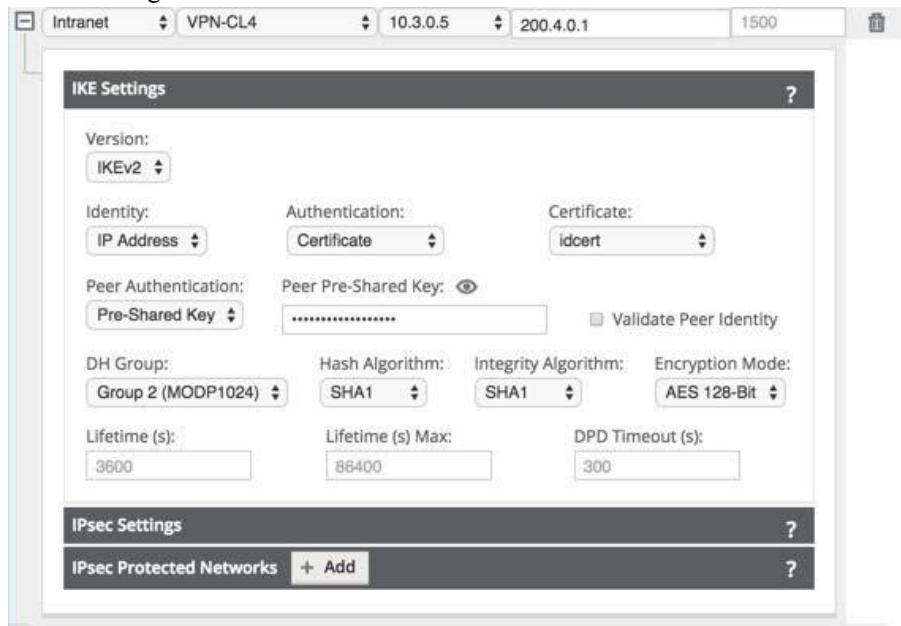 Intranet VPN-CL4 10.3.0.5 200.4.0.1 1500
IKE Settings ?
Version:
IKEv2
Identity: Authentication: Certificate:
IP Address Certificate idcert
Peer Authentication: Peer Pre-Shared Key:
Pre-Shared Key •••••••••••••••••• Validate Peer Identity
DH Group: Hash Algorithm: Integrity Algorithm: Encryption Mode:
Group 2 (MODP1024) SHA1 SHA1 AES 128-Bit
Lifetime (s): Lifetime (s) Max: DPD Timeout (s):
3600 86400 300
IPsec Settings ?
IPsec Protected Networks + Add ?